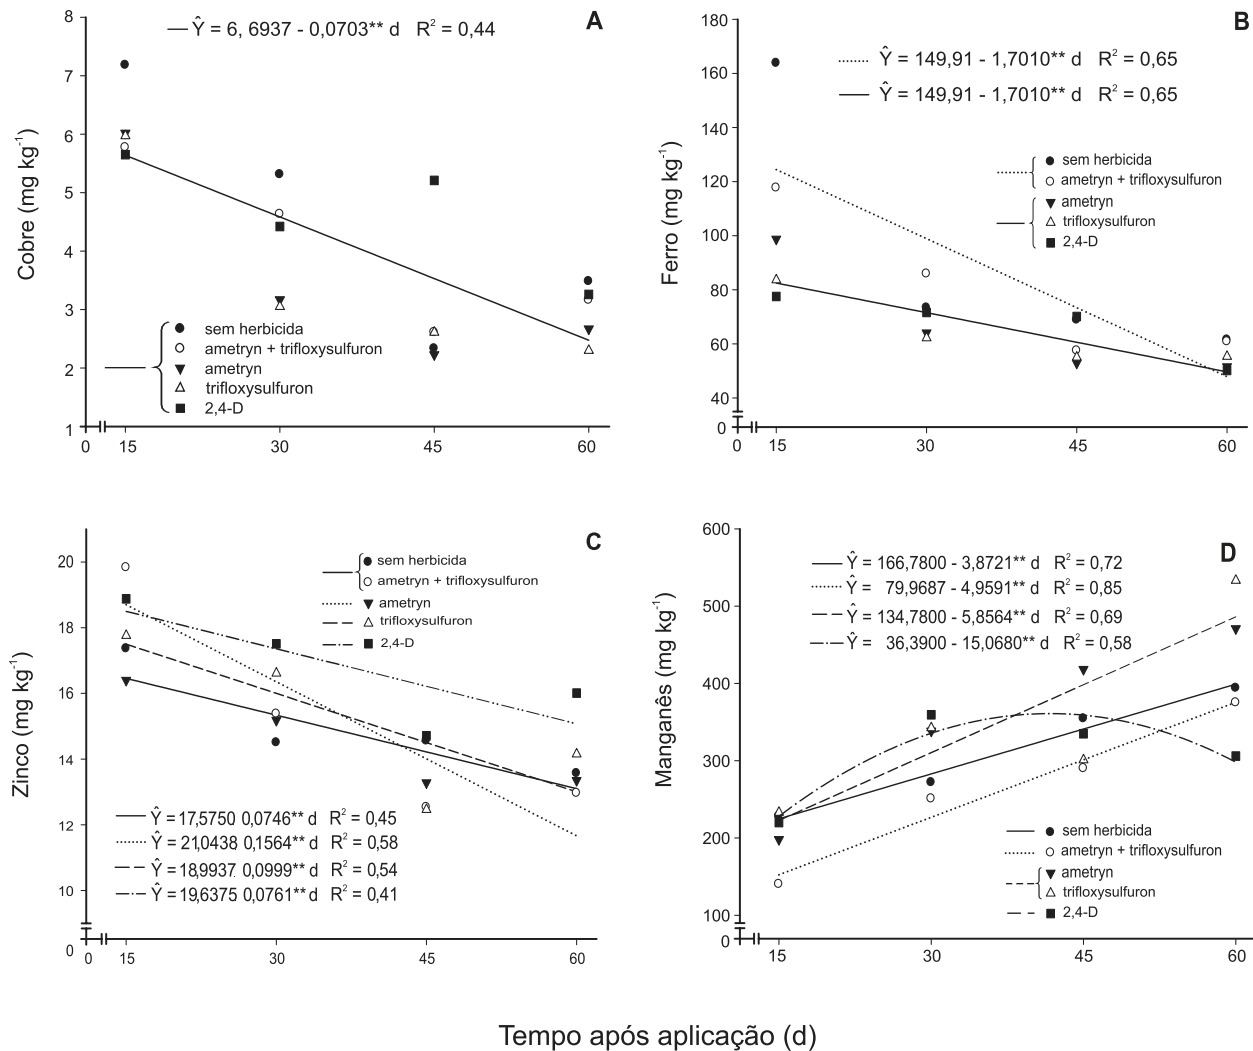 Ŷ = 6, 6937 - 0,0703** d R² = 0,44
A
8
7
6
5
4
3
2
1
0
15
30
45
60
Cobre (mg kg⁻¹)
sem herbicida
ametryn + trifloxysulfuron
ametryn
trifloxysulfuron
2,4-D
B
Ŷ = 149,91 - 1,7010** d R² = 0,65
Ŷ = 149,91 - 1,7010** d R² = 0,65
180
160
140
120
100
80
60
40
0
0
15
30
45
60
Ferro (mg kg⁻¹)
sem herbicida
ametryn + trifloxysulfuron
ametryn
trifloxysulfuron
2,4-D
C
20
18
16
14
12
10
0
0
15
30
45
60
Zinco (mg kg⁻¹)
sem herbicida
ametryn + trifloxysulfuron
ametryn
trifloxysulfuron
2,4-D
Ŷ = 17,5750 0,0746** d R² = 0,45
Ŷ = 21,0438 0,1564** d R² = 0,58
Ŷ = 18,9937 0,0999** d R² = 0,54
Ŷ = 19,6375 0,0761** d R² = 0,41
D
Ŷ = 166,7800 - 3,8721** d R² = 0,72
Ŷ = 79,9687 - 4,9591** d R² = 0,85
Ŷ = 134,7800 - 5,8564** d R² = 0,69
Ŷ = 36,3900 - 15,0680** d R² = 0,58
600
500
400
300
200
100
0
15
30
45
60
Manganês (mg kg⁻¹)
sem herbicida
ametryn + trifloxysulfuron
ametryn
trifloxysulfuron
2,4-D
Tempo após aplicação (d)